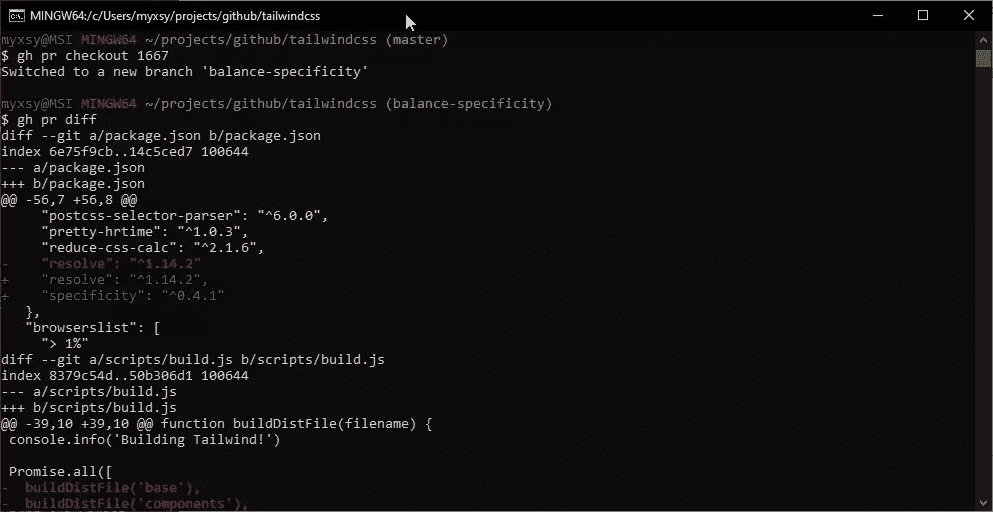 MINGW64:/c/Users/myxsy/projects/github/tailwindcss
myxsy@MSI MINGW64 ~/projects/github/tailwindcss (master)
$ gh pr checkout 1667
Switched to a new branch 'balance-specificity'
myxsy@MSI MINGW64 ~/projects/github/tailwindcss (balance-specificity)
$ gh pr diff
diff --git a/package.json b/package.json
index 6e75f9cb..14c5ced7 100644
--- a/package.json
+++ b/package.json
@@ -56,7 +56,8 @@
     "postcss-selector-parser": "^6.0.0",
     "pretty-hrtime": "^1.0.3",
     "reduce-css-calc": "^2.1.6",
-    "resolve": "^1.14.2"
+    "resolve": "^1.14.2",
+    "specificity": "^0.4.1"
   },
   "browserslist": [
     "> 1%"
diff --git a/scripts/build.js b/scripts/build.js
index 8379c54d..50b306d1 100644
--- a/scripts/build.js
+++ b/scripts/build.js
@@ -39,10 +39,10 @@ function buildDistFile(filename) {
 console.info('Building Tailwind!')
 Promise.all([
-  buildDistFile('base'),
-  buildDistFile('components'),